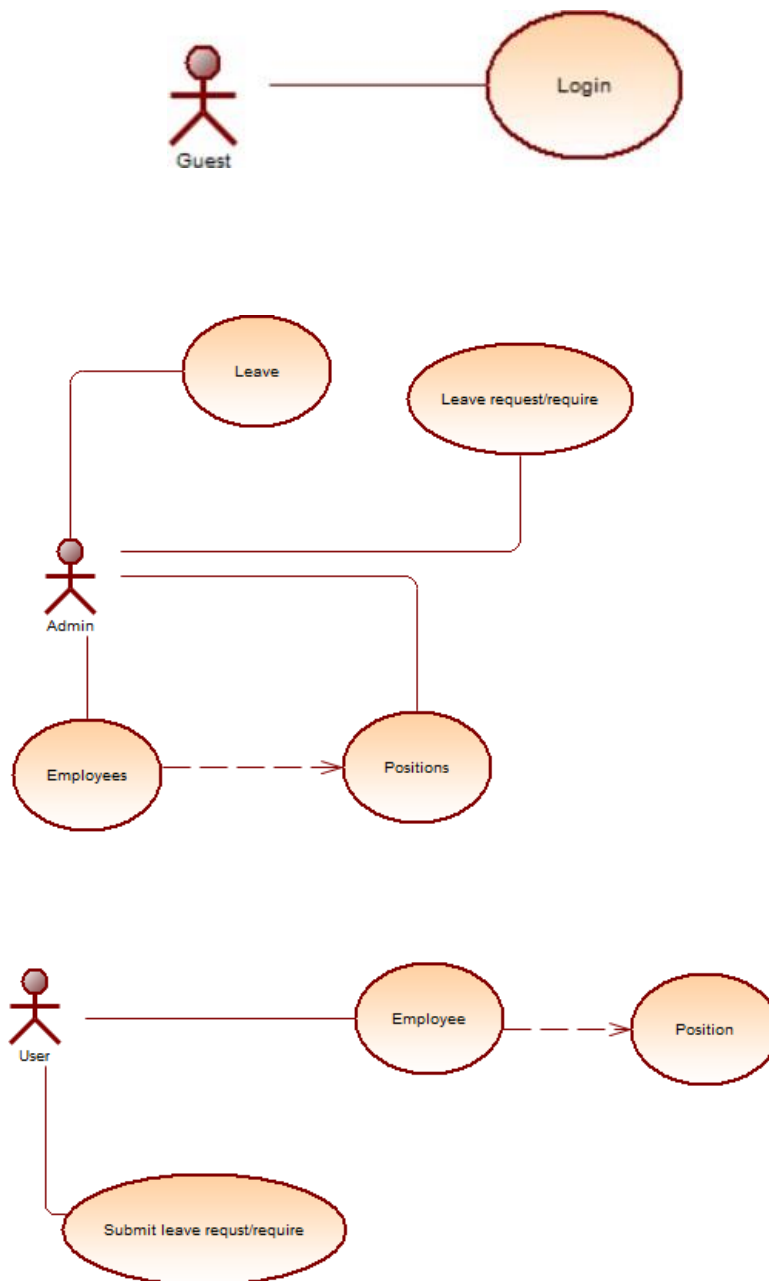 Login
Guest
Leave
Leave request/require
Admin
Employees
Positions
Employee
Position
User
Submit leave requst/require